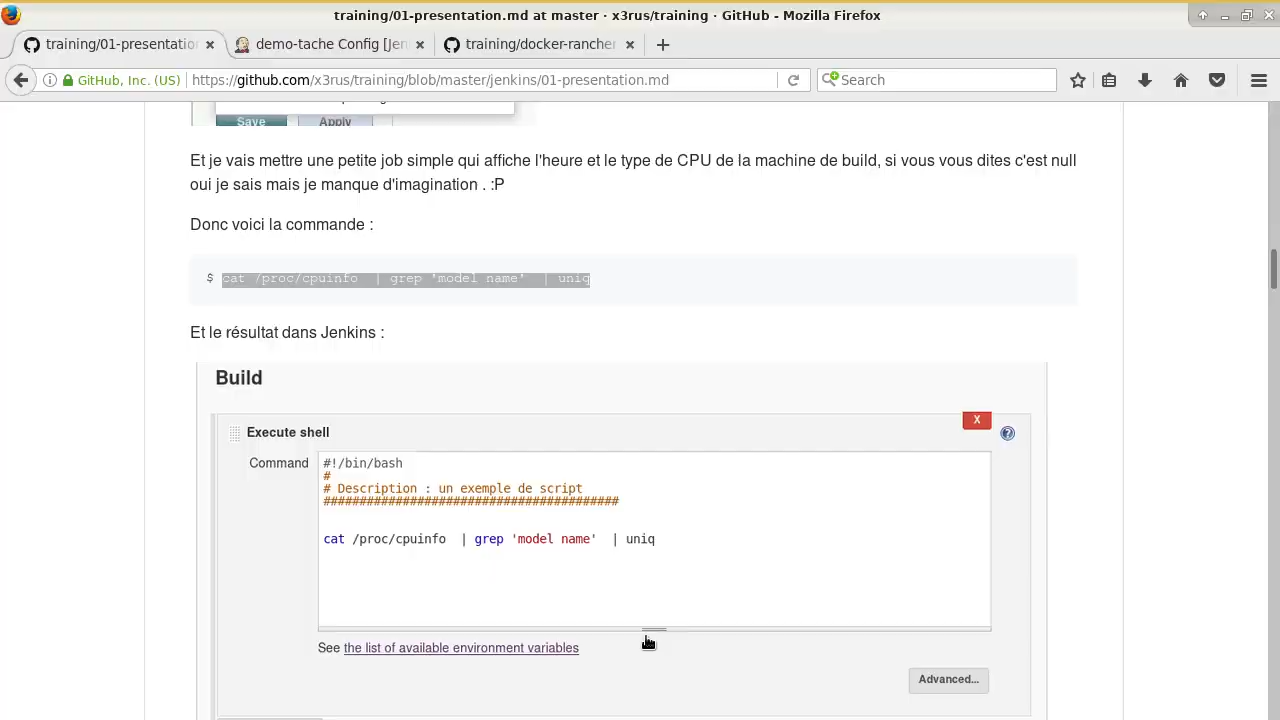 training/01-presentation.md at master · x3rus/training · GitHub - Mozilla Firefox
training/01-presentatio
demo-tache Config [Jen
training/docker-rancher
GitHub, Inc. (US)
https://github.com/x3rus/training/blob/master/jenkins/01-presentation.md
Search
Save
Apply
Et je vais mettre une petite job simple qui affiche l'heure et le type de CPU de la machine de build, si vous vous dites c'est null
oui je sais mais je manque d'imagination . :P
Donc voici la commande :
$ cat /proc/cpuinfo  | grep 'model name'  | uniq
Et le résultat dans Jenkins :
Build
X
Execute shell
Command
#!/bin/bash
#
# Description : un exemple de script
#########################################
cat /proc/cpuinfo  | grep 'model name'  | uniq
See the list of available environment variables
Advanced...